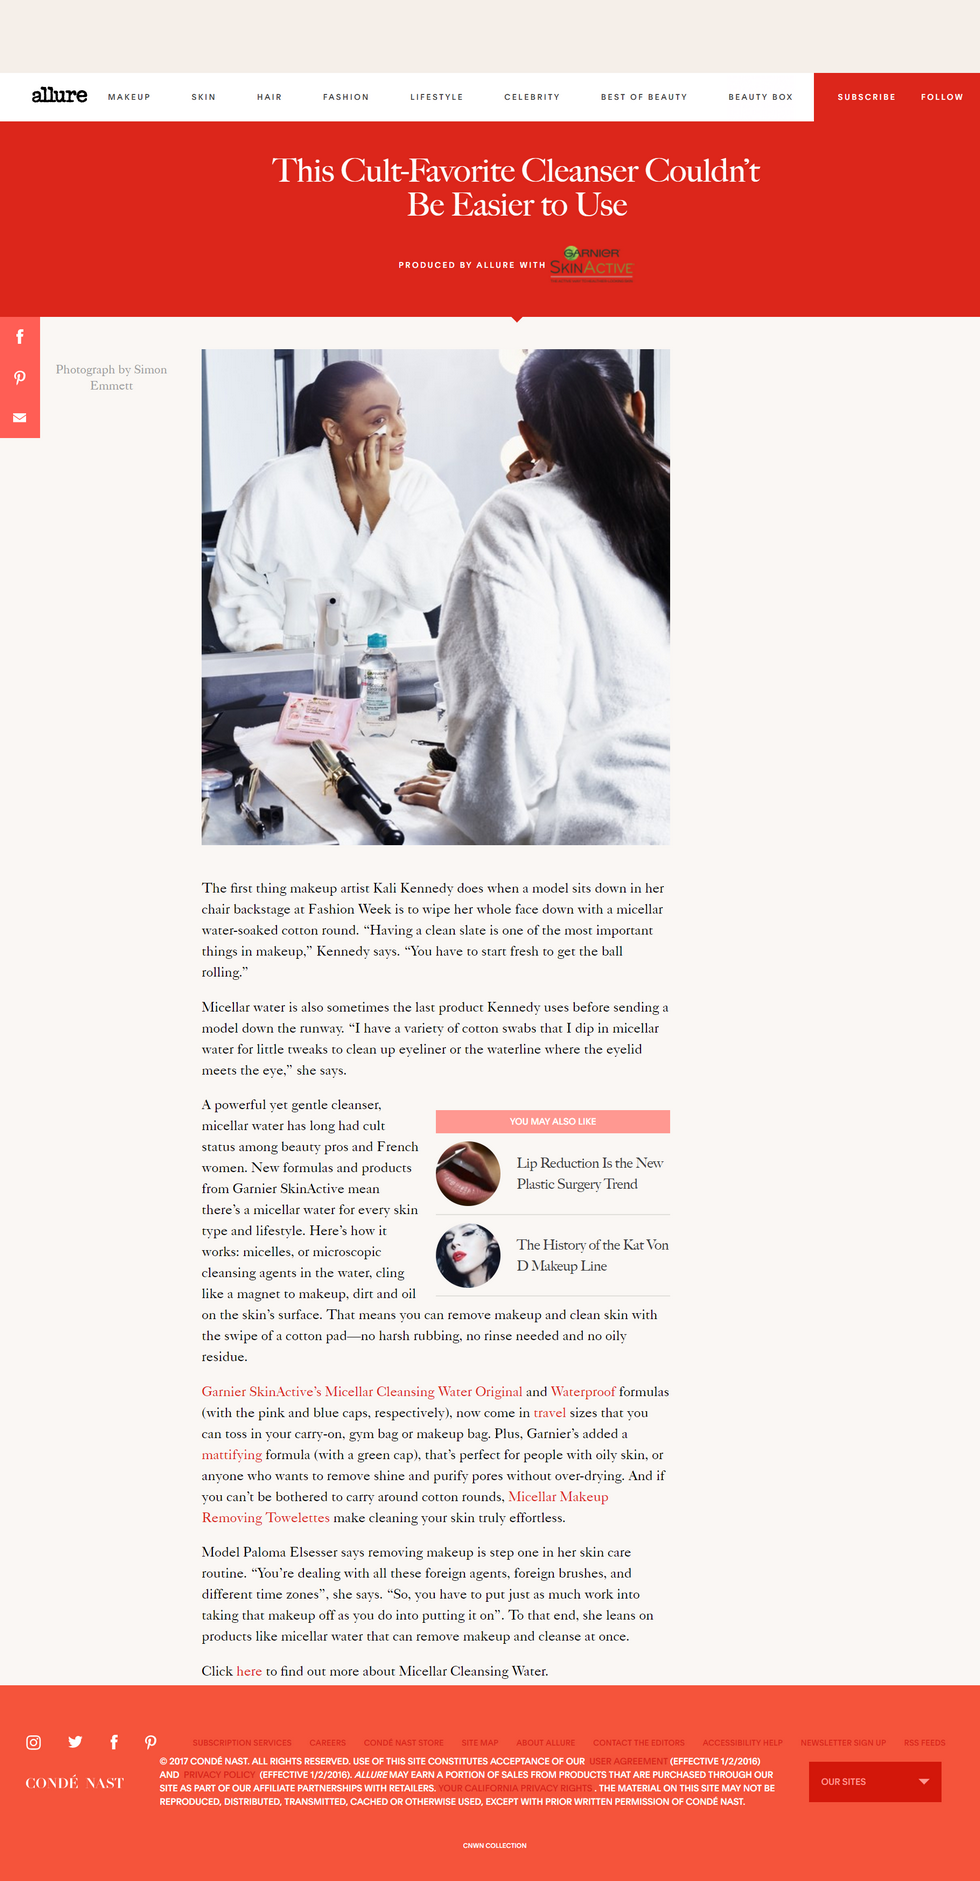 allure MAKEUP SKIN HAIR FASHION LIFESTYLE CELEBRITY BEST OF BEAUTY BEAUTY BOX SUBSCRIBE FOLLOW
This Cult-Favorite Cleanser Couldn’t
Be Easier to Use
PRODUCED BY ALLURE WITH GARNIER SKINACTIVE
Photograph by Simon
Emmett
The first thing makeup artist Kali Kennedy does when a model sits down in her
chair backstage at Fashion Week is to wipe her whole face down with a micellar
water-soaked cotton round. “Having a clean slate is one of the most important
things in makeup,” Kennedy says. “You have to start fresh to get the ball
rolling.”
Micellar water is also sometimes the last product Kennedy uses before sending a
model down the runway. “I have a variety of cotton swabs that I dip in micellar
water for little tweaks to clean up eyeliner or the waterline where the eyelid
meets the eye,” she says.
A powerful yet gentle cleanser,
micellar water has long had cult
status among beauty pros and French
women. New formulas and products
from Garnier SkinActive mean
there’s a micellar water for every skin
type and lifestyle. Here’s how it
works: micelles, or microscopic
cleansing agents in the water, cling
like a magnet to makeup, dirt and oil
on the skin’s surface. That means you can remove makeup and clean skin with
the swipe of a cotton pad—no harsh rubbing, no rinse needed and no oily
residue.
YOU MAY ALSO LIKE
Lip Reduction Is the New
Plastic Surgery Trend
The History of the Kat Von
D Makeup Line
Garnier SkinActive’s Micellar Cleansing Water Original and Waterproof formulas
(with the pink and blue caps, respectively), now come in travel sizes that you
can toss in your carry-on, gym bag or makeup bag. Plus, Garnier’s added a
mattifying formula (with a green cap), that’s perfect for people with oily skin, or
anyone who wants to remove shine and purify pores without over-drying. And if
you can’t be bothered to carry around cotton rounds, Micellar Makeup
Removing Towelettes make cleaning your skin truly effortless.
Model Paloma Elsesser says removing makeup is step one in her skin care
routine. “You’re dealing with all these foreign agents, foreign brushes, and
different time zones”, she says. “So, you have to put just as much work into
taking that makeup off as you do into putting it on”. To that end, she leans on
products like micellar water that can remove makeup and cleanse at once.
Click here to find out more about Micellar Cleansing Water.
SUBSCRIPTION SERVICES CAREERS CONDÉ NAST STORE SITE MAP ABOUT ALLURE CONTACT THE EDITORS ACCESSIBILITY HELP NEWSLETTER SIGN UP RSS FEEDS
CONDÉ NAST
© 2017 CONDÉ NAST. ALL RIGHTS RESERVED. USE OF THIS SITE CONSTITUTES ACCEPTANCE OF OUR USER AGREEMENT (EFFECTIVE 1/2/2016)
AND PRIVACY POLICY (EFFECTIVE 1/2/2016). ALLURE MAY EARN A PORTION OF SALES FROM PRODUCTS THAT ARE PURCHASED THROUGH OUR
SITE AS PART OF OUR AFFILIATE PARTNERSHIPS WITH RETAILERS. YOUR CALIFORNIA PRIVACY RIGHTS . THE MATERIAL ON THIS SITE MAY NOT BE
REPRODUCED, DISTRIBUTED, TRANSMITTED, CACHED OR OTHERWISE USED, EXCEPT WITH PRIOR WRITTEN PERMISSION OF CONDÉ NAST.
OUR SITES
CNWN COLLECTION